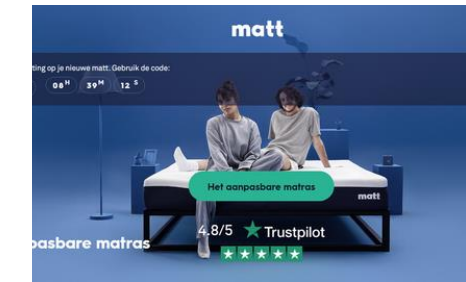 matt
ting op je nieuwe matt. Gebruik de code:
08H 39M 12S
Het aanpasbare matras
matt
pasbare matras
4.8/5 Trustpilot